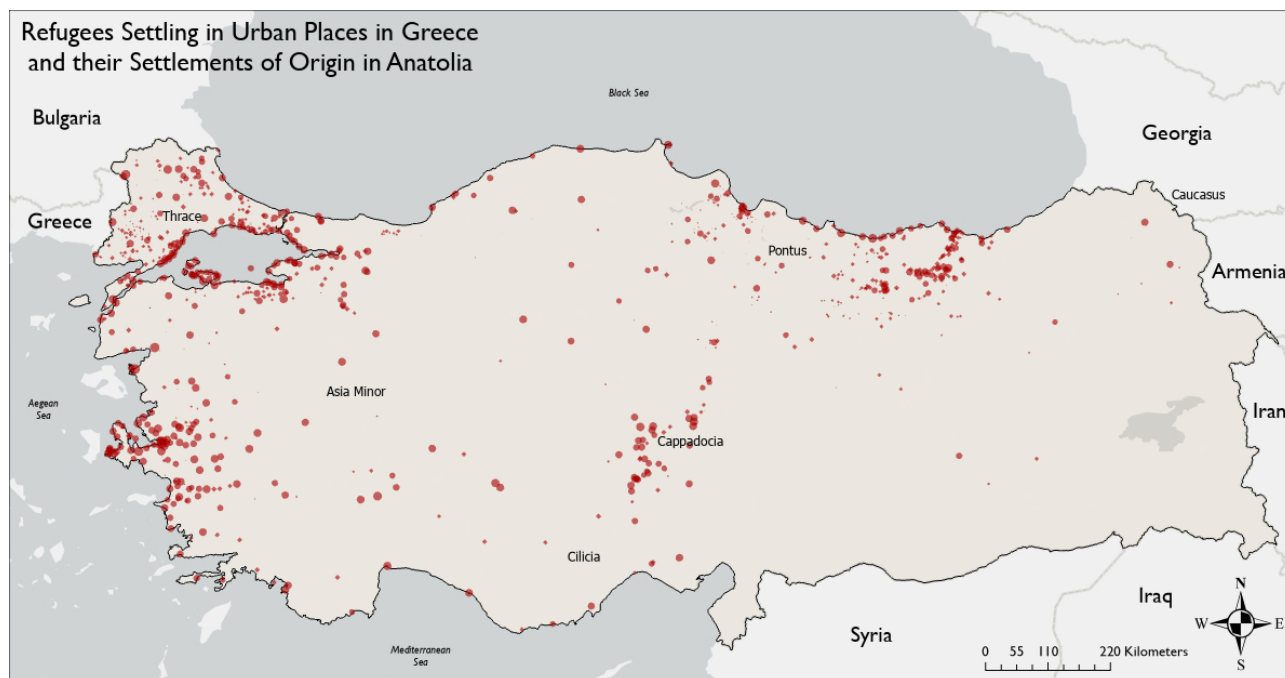 Refugees Settling in Urban Places in Greece
and their Settlements of Origin in Anatolia
Black Sea
Bulgaria
Georgia
Caucasus
Greece
Thrace
Pontus
Armenia
Asia Minor
Aegean
Sea
Iran
Cappadocia
Cilicia
Iraq
N
W
E
S
Syria
Mediterranean
Sea
0 55 110 220 Kilometers